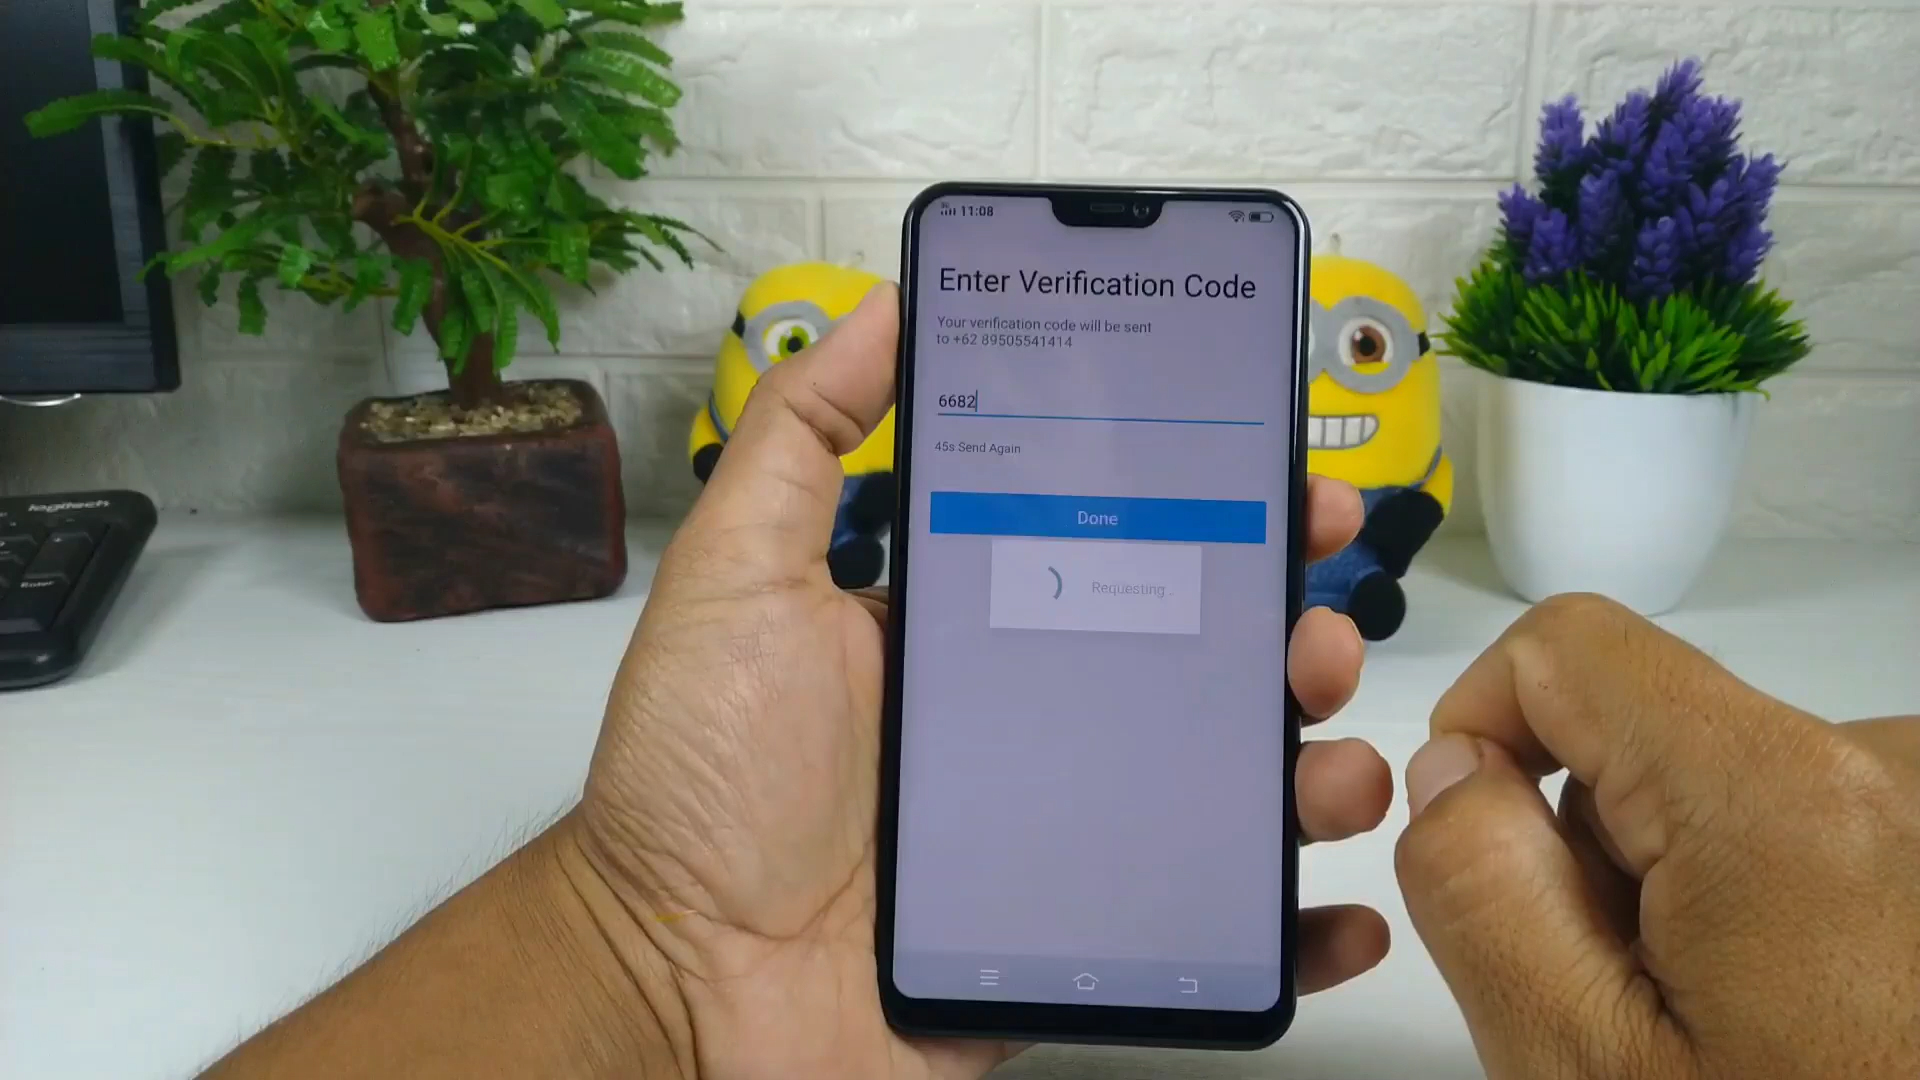 11:08
Enter Verification Code
Your verification code will be sent
to +62 89505541414
6682
45s Send Again
Done
Requesting .
logitech
Enter